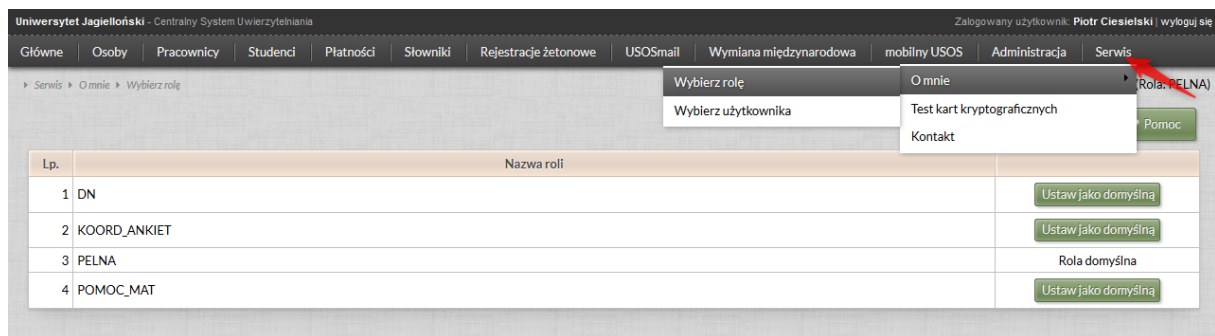 Uniwersytet Jagielloński - Centralny System Uwierzytelniania Zalogowany użytkownik: Piotr Ciesielski | wyloguj się
Główne Osoby Pracownicy Studenci Płatności Słowniki Rejestracje żetonowe USOSmail Wymiana międzynarodowa mobilny USOS Administracja Serwis
Serwis O mnie Wybierz rolę (Rola: PELNA)
Wybierz rolę O mnie
Wybierz użytkownika Test kart kryptograficznych
Kontakt
Pomoc
Lp. Nazwa roli
1 DN Ustaw jako domyślną
2 KOORD_ANKIET Ustaw jako domyślną
3 PELNA Rola domyślna
4 POMOC_MAT Ustaw jako domyślną